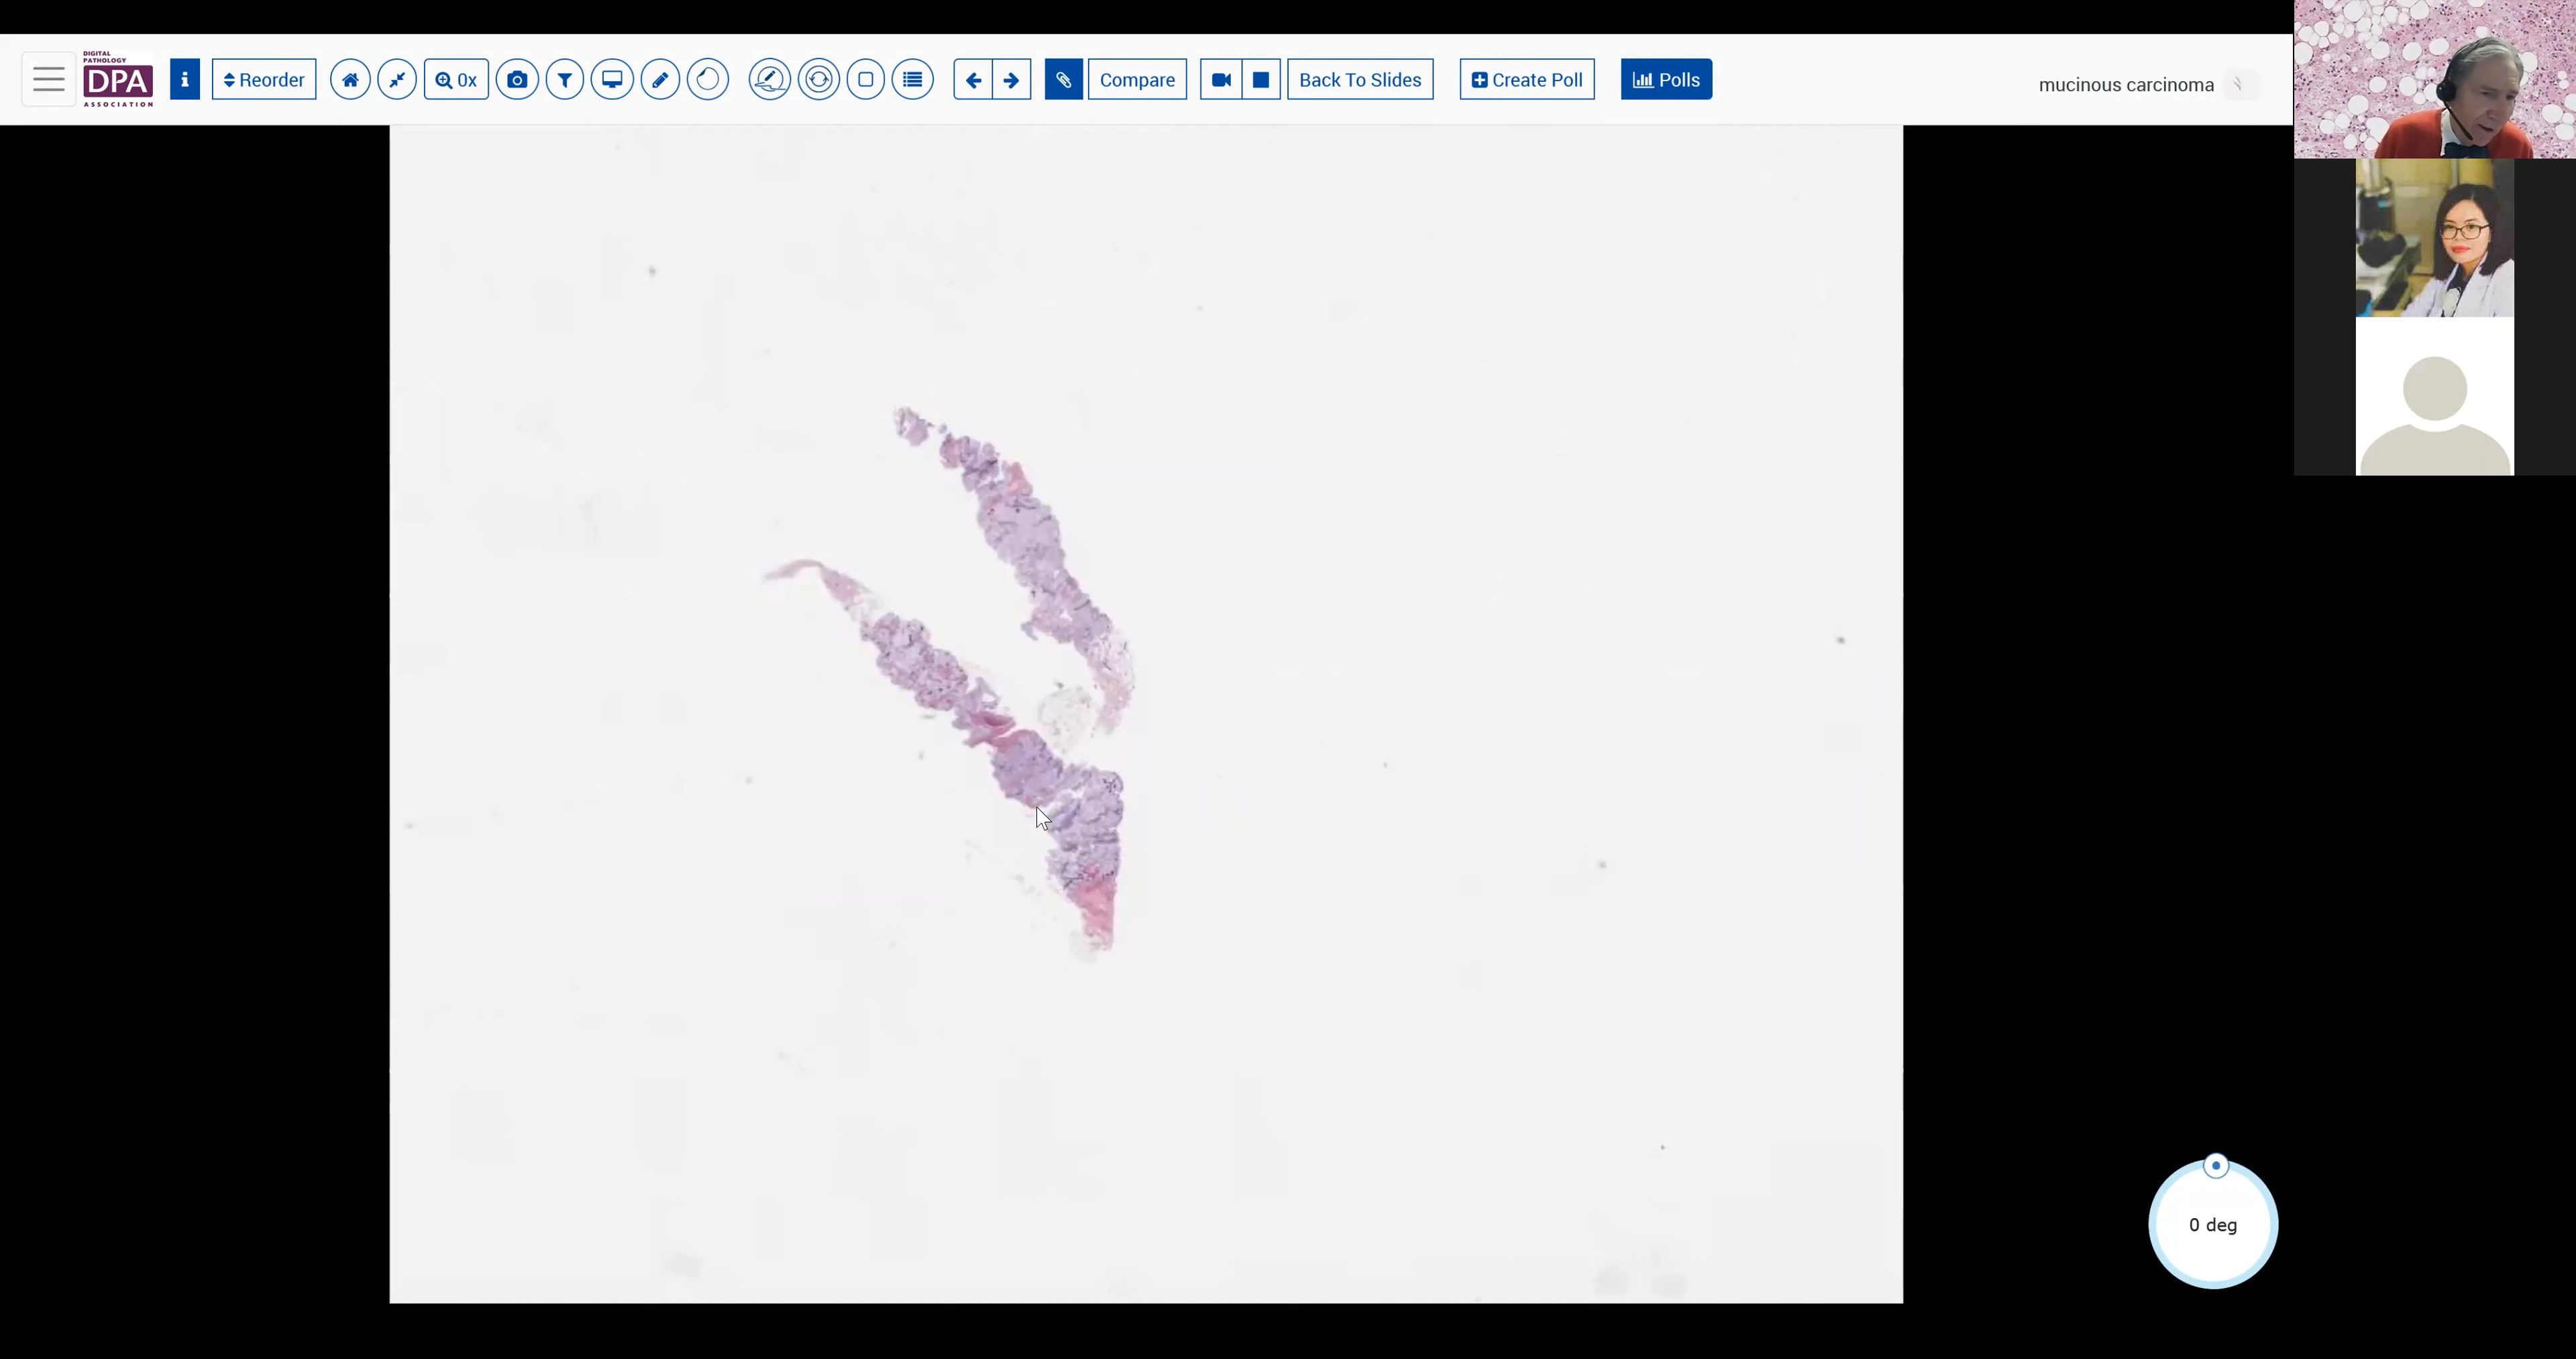 DIGITAL
PATHOLOGY
DPA
ASSOCIATION
i
Reorder
0x
Compare
Back To Slides
Create Poll
Polls
mucinous carcinoma
0 deg